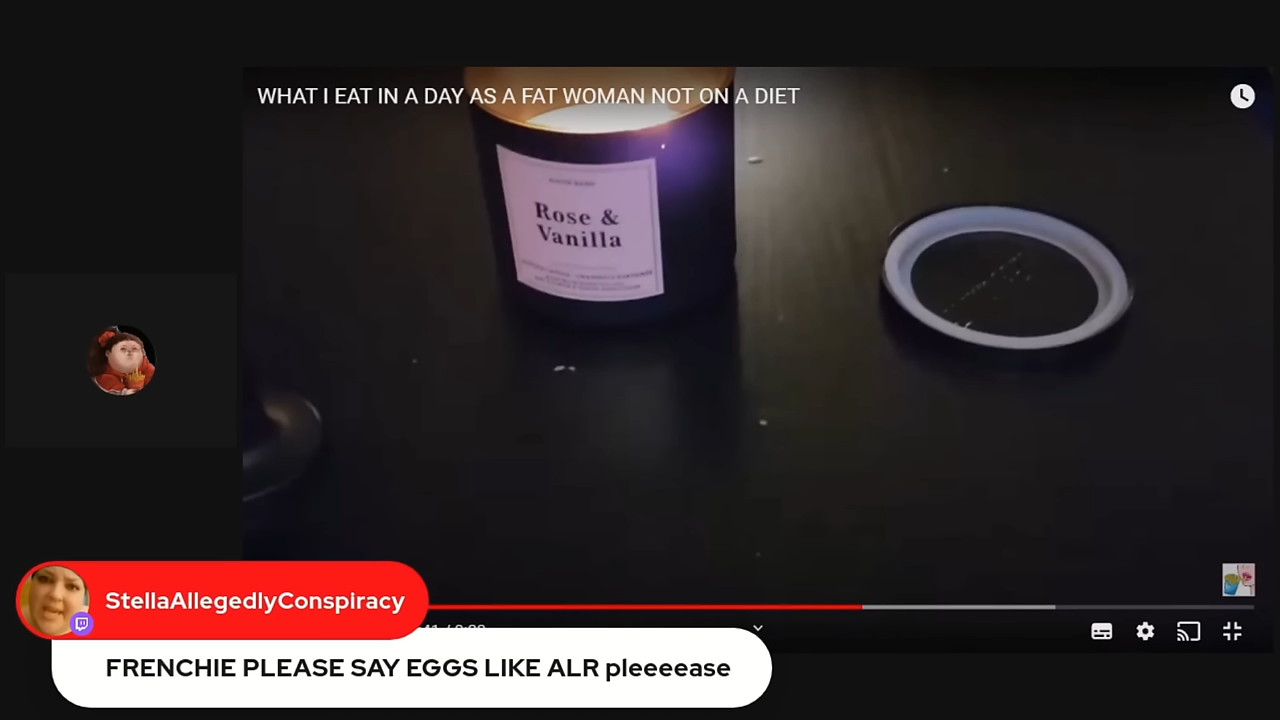 WHAT I EAT IN A DAY AS A FAT WOMAN NOT ON A DIET
Rose &
Vanilla
StellaAllegedlyConspiracy
FRENCHIE PLEASE SAY EGGS LIKE ALR pleeeease